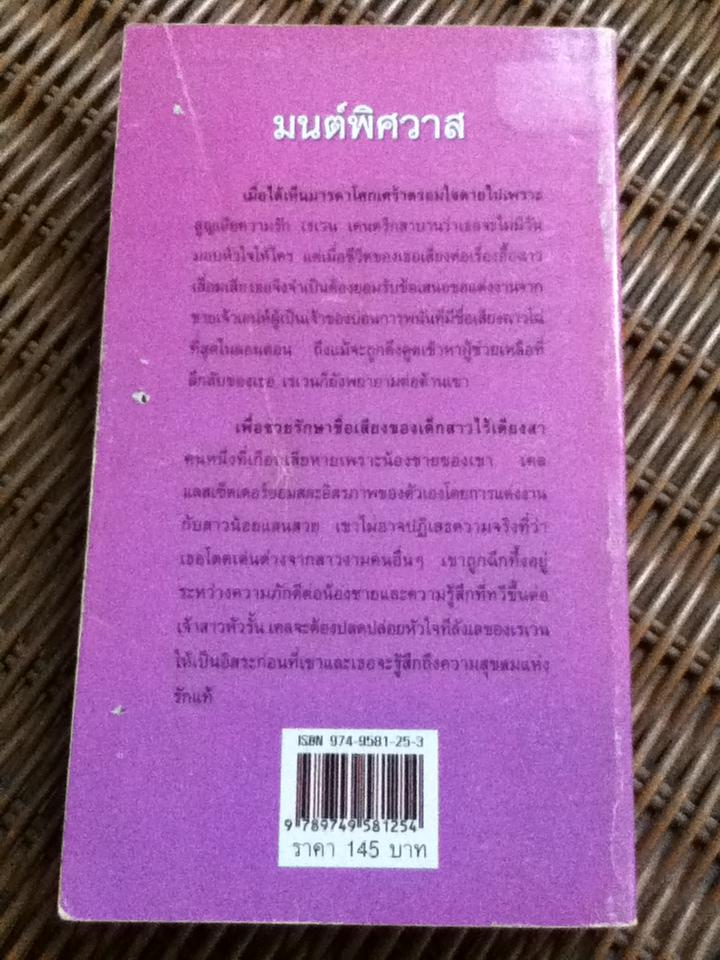 มนต์พิศวาส
เมื่อได้เห็นมารดาโศกเศร้าตรอมใจตายไปเพราะ
สูญเสียความรัก เรเวน เคนดริกสาบานว่าเธอจะไม่มีวัน
มอบหัวใจให้ใคร แต่เมื่อชีวิตของเธอเสี่ยงต่อเรื่องอื้อฉาว
เสื่อมเสีย เธอจึงจำเป็นต้องยอมรับข้อเสนอขอแต่งงานจาก
ชายเจ้าเสน่ห์ผู้เป็นเจ้าของบ่อนการพนันที่มีชื่อเสียงฉาวโฉ่
ที่สุดในลอนดอน ถึงแม้จะถูกดึงดูดเข้าหาผู้ช่วยเหลือที่
ลึกลับของเธอ เรเวนก็ยังพยายามต่อต้านเขา
เพื่อช่วยรักษาชื่อเสียงของเด็กสาวไร้เดียงสา
คนหนึ่งที่เกือบเสียหายเพราะน้องชายของเขา เคล
แลสเซ็ตเตอร์ยอมสละอิสรภาพของตัวเองโดยการแต่งงาน
กับสาวน้อยแสนสวย เขาไม่อาจปฏิเสธความจริงที่ว่า
เธอโดดเด่นต่างจากสาวงามคนอื่นๆ เขาถูกฉีกทึ้งอยู่
ระหว่างความภักดีต่อน้องชายและความรู้สึกที่ทวีขึ้นต่อ
เจ้าสาวหัวรั้น เคลจะต้องปลดปล่อยหัวใจที่ลังเลของเรเวน
ให้เป็นอิสระก่อนที่เขาและเธอจะรู้สึกถึงความสุขสมแห่ง
รักแท้
ISBN 974-9581-25-3
9 789749 581254
ราคา 145 บาท